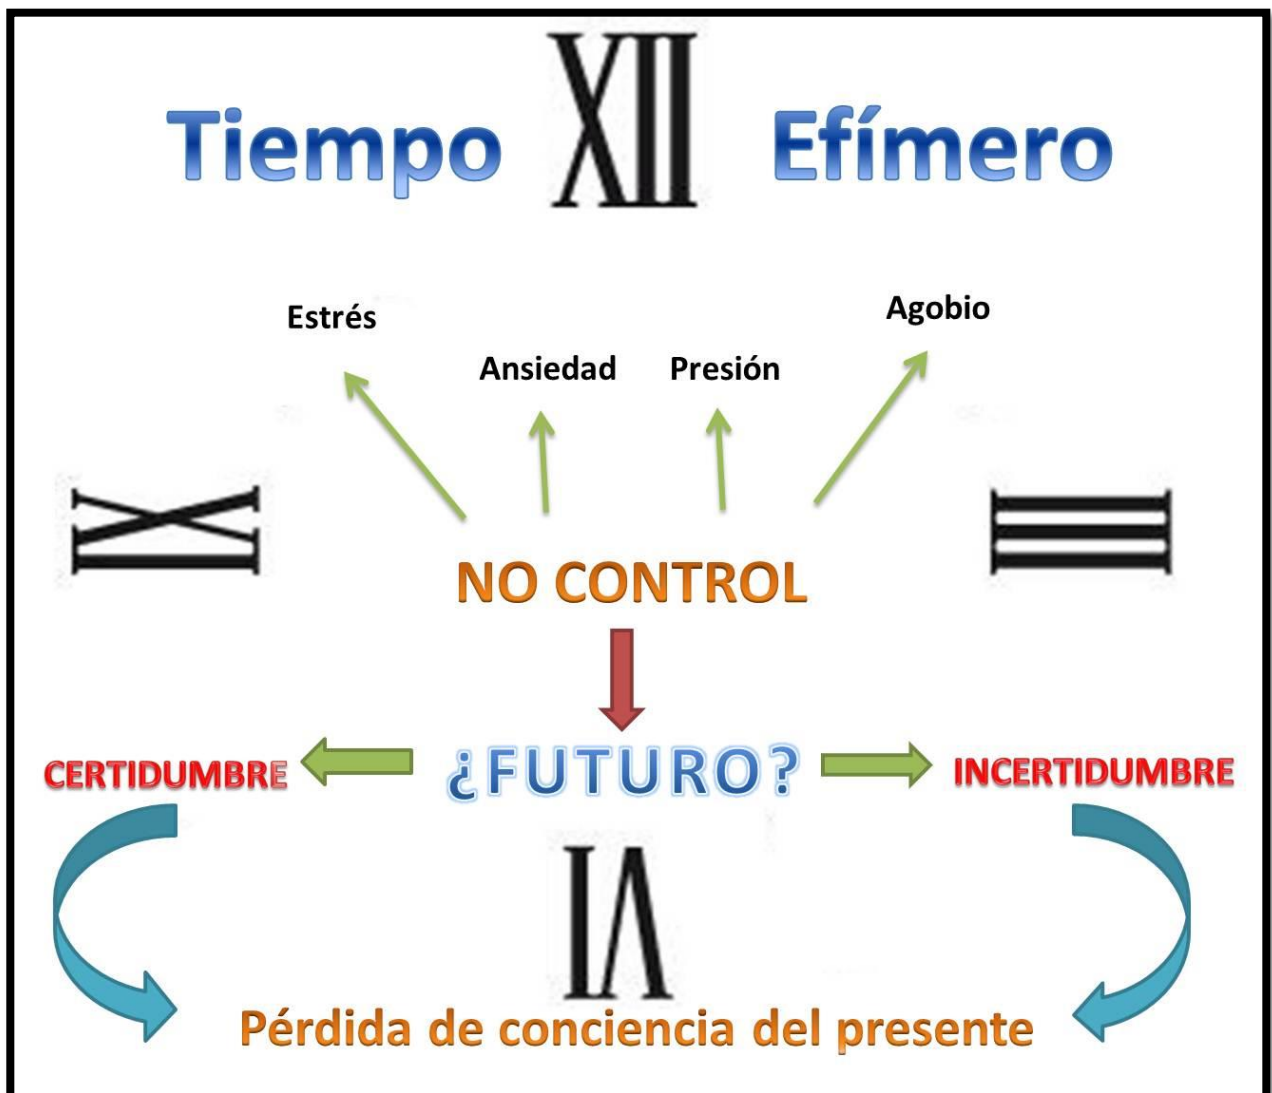 Tiempo XII Efímero
Estrés
Agobio
Ansiedad Presión
IX
III
NO CONTROL
CERTIDUMBRE ¿FUTURO? INCERTIDUMBRE
VI
Pérdida de conciencia del presente